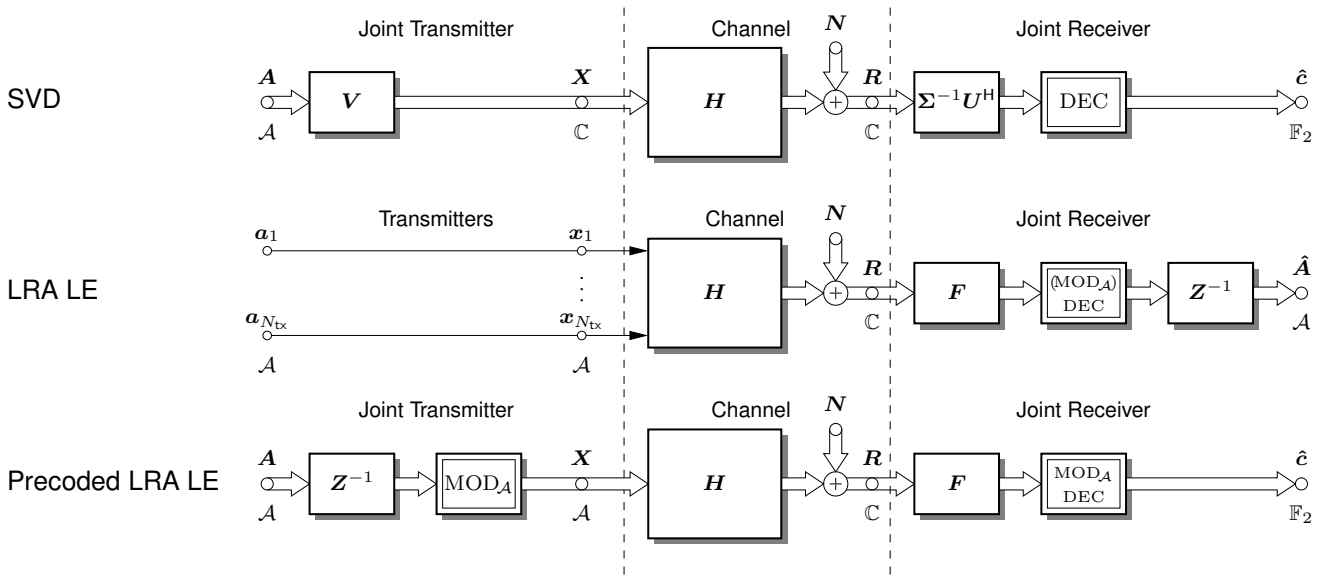 Joint Transmitter Channel Joint Receiver
SVD
A 𝒜 V X ℂ H N + R ℂ Σ⁻¹Uᴴ DEC ĉ 𝔽₂
Transmitters Channel Joint Receiver
LRA LE
a₁ x₁
⋮
a_{N_tx} x_{N_tx}
𝒜 𝒜
H N + R ℂ F (MOD_𝒜) DEC Z⁻¹ Â 𝒜
Joint Transmitter Channel Joint Receiver
Precoded LRA LE
A 𝒜 Z⁻¹ MOD_𝒜 X 𝒜 H N + R ℂ F MOD_𝒜 DEC ĉ 𝔽₂